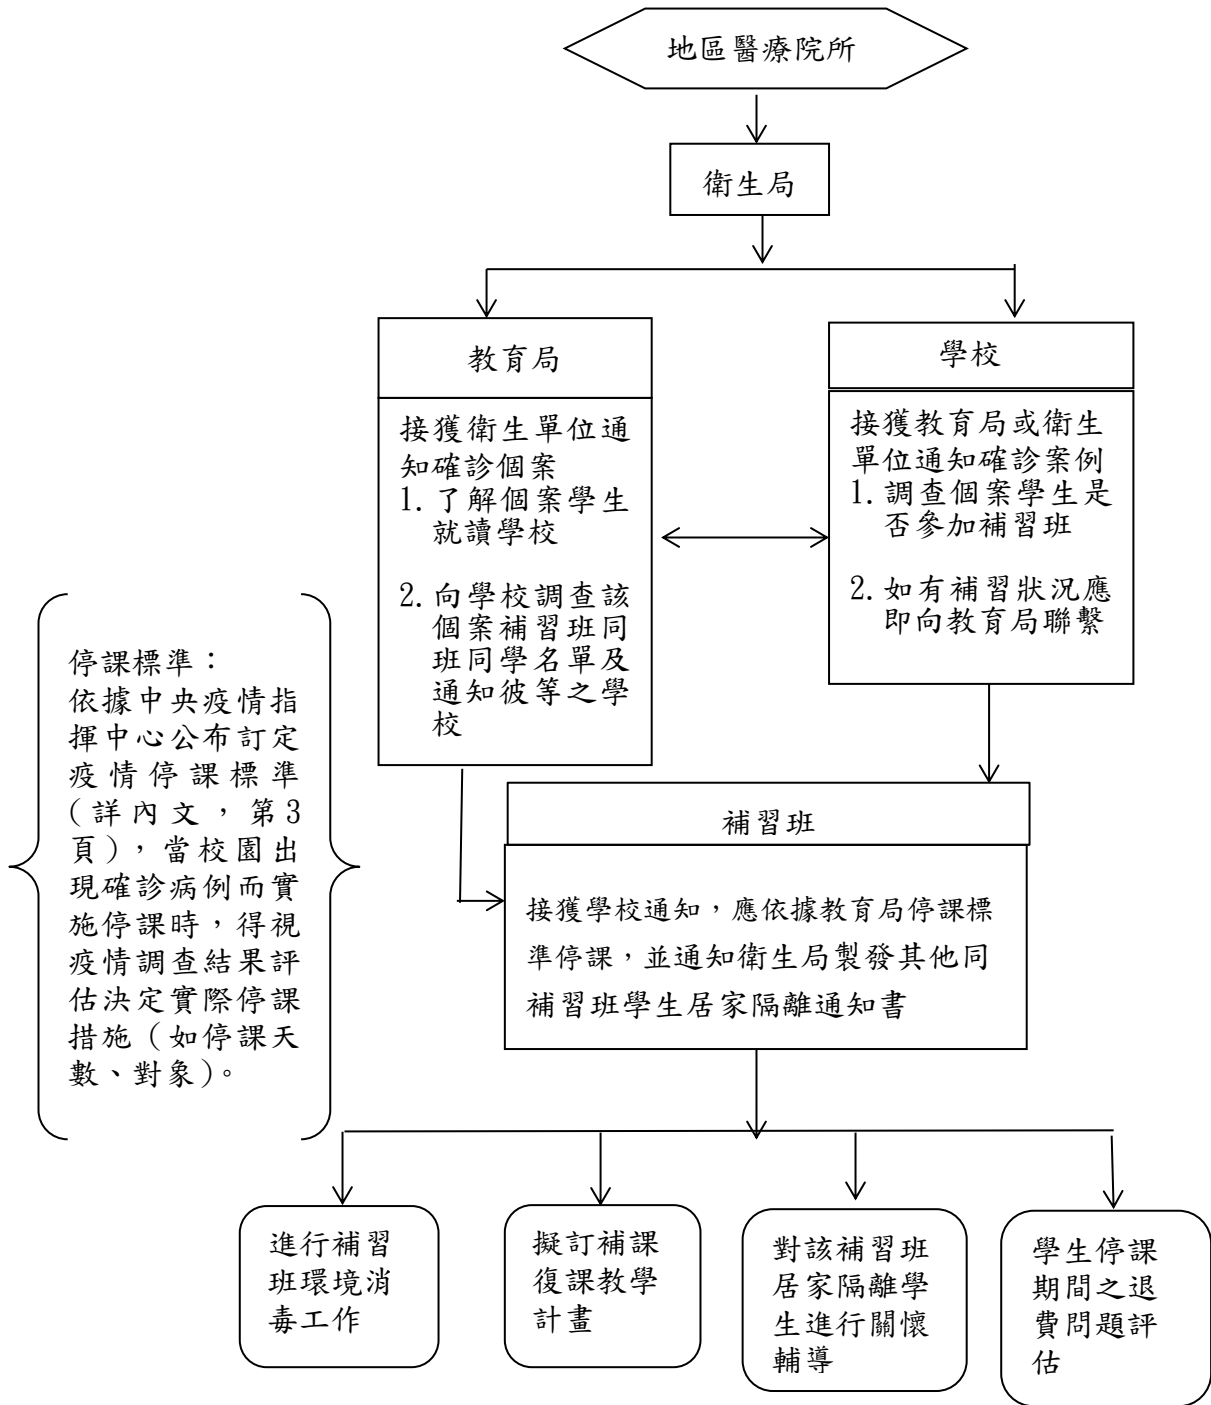 地區醫療院所
衛生局
教育局
接獲衛生單位通
知確診個案
1. 了解個案學生
就讀學校
2. 向學校調查該
個案補習班同
班同學名單及
通知彼等之學
校
學校
接獲教育局或衛生
單位通知確診案例
1. 調查個案學生是
否參加補習班
2. 如有補習狀況應
即向教育局聯繫
停課標準：
依據中央疫情指
揮中心公布訂定
疫情停課標準
(詳內文，第3
頁)，當校園出
現確診病例而實
施停課時，得視
疫情調查結果評
估決定實際停課
措施（如停課天
數、對象）。
補習班
接獲學校通知，應依據教育局停課標
準停課，並通知衛生局製發其他同
補習班學生居家隔離通知書
進行補習
班環境消
毒工作
擬訂補課
復課教學
計畫
對該補習班
居家隔離學
生進行關懷
輔導
學生停課
期間之退
費問題評
估